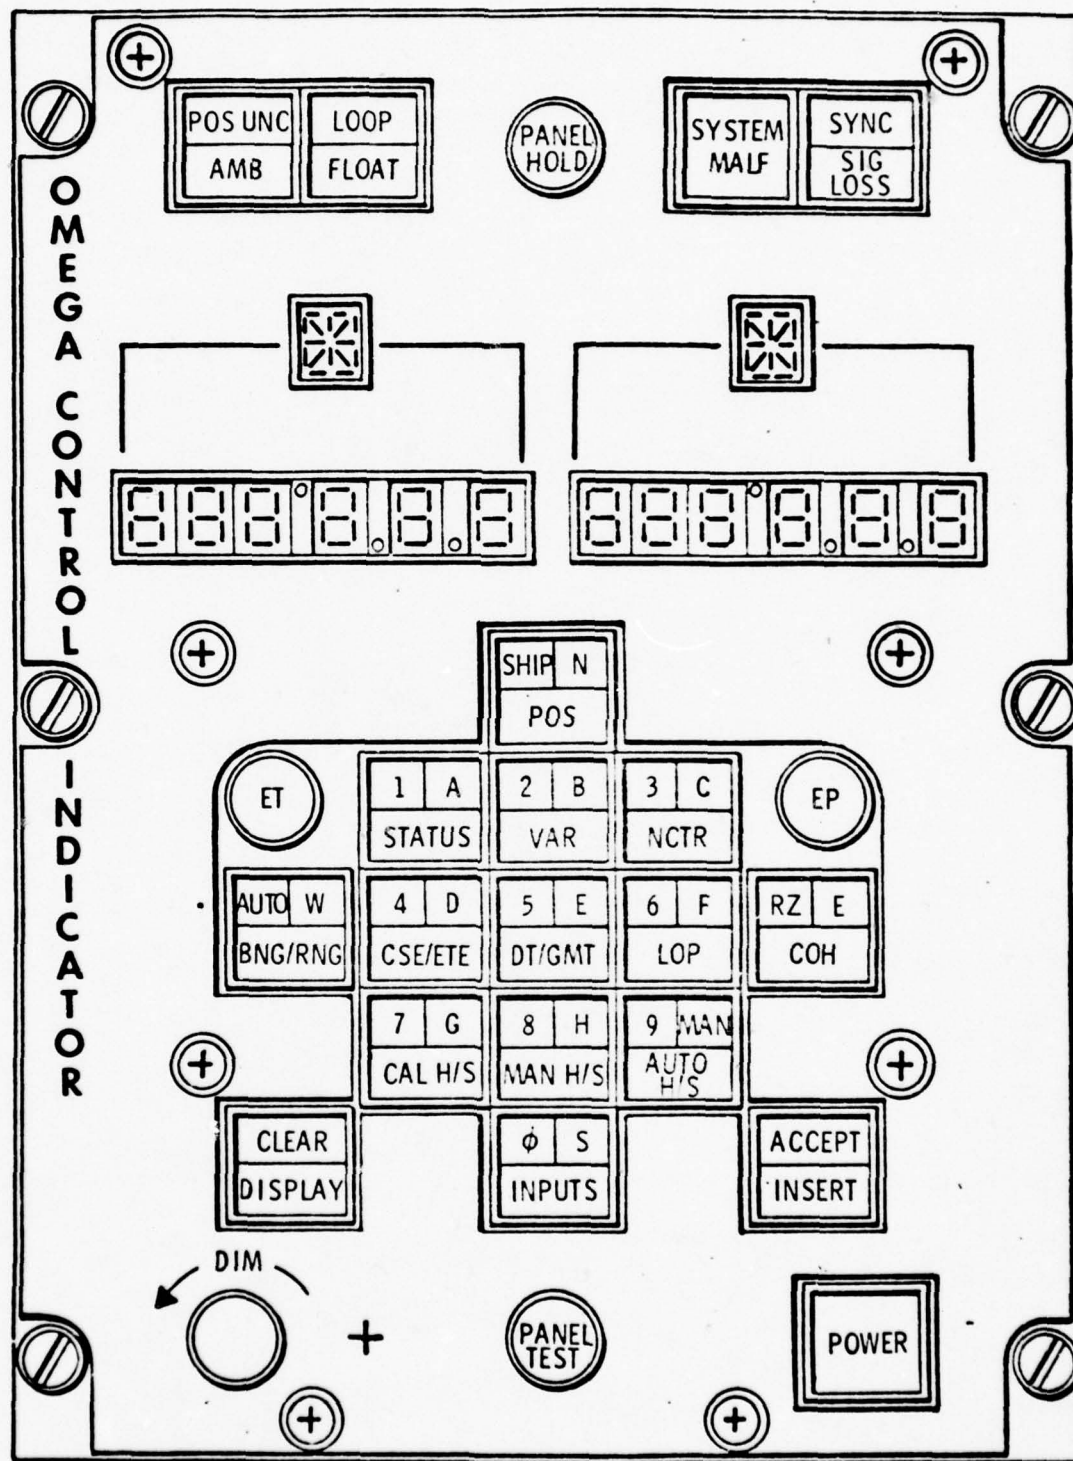 OMEGA CONTROL INDICATOR
POS UNC LOOP
AMB FLOAT
PANEL
HOLD
SYSTEM
MALF
SYNC
SIG
LOSS
SHIP N
POS
ET
1 A 2 B 3 C
STATUS VAR NCTR
EP
AUTO W 4 D 5 E 6 F RZ E
BNG/RNG CSE/ETE DT/GMT LOP COH
7 G 8 H 9 MAN
CAL H/S MAN H/S AUTO
H/S
CLEAR ϕ S ACCEPT
DISPLAY INPUTS INSERT
DIM
PANEL
TEST
POWER